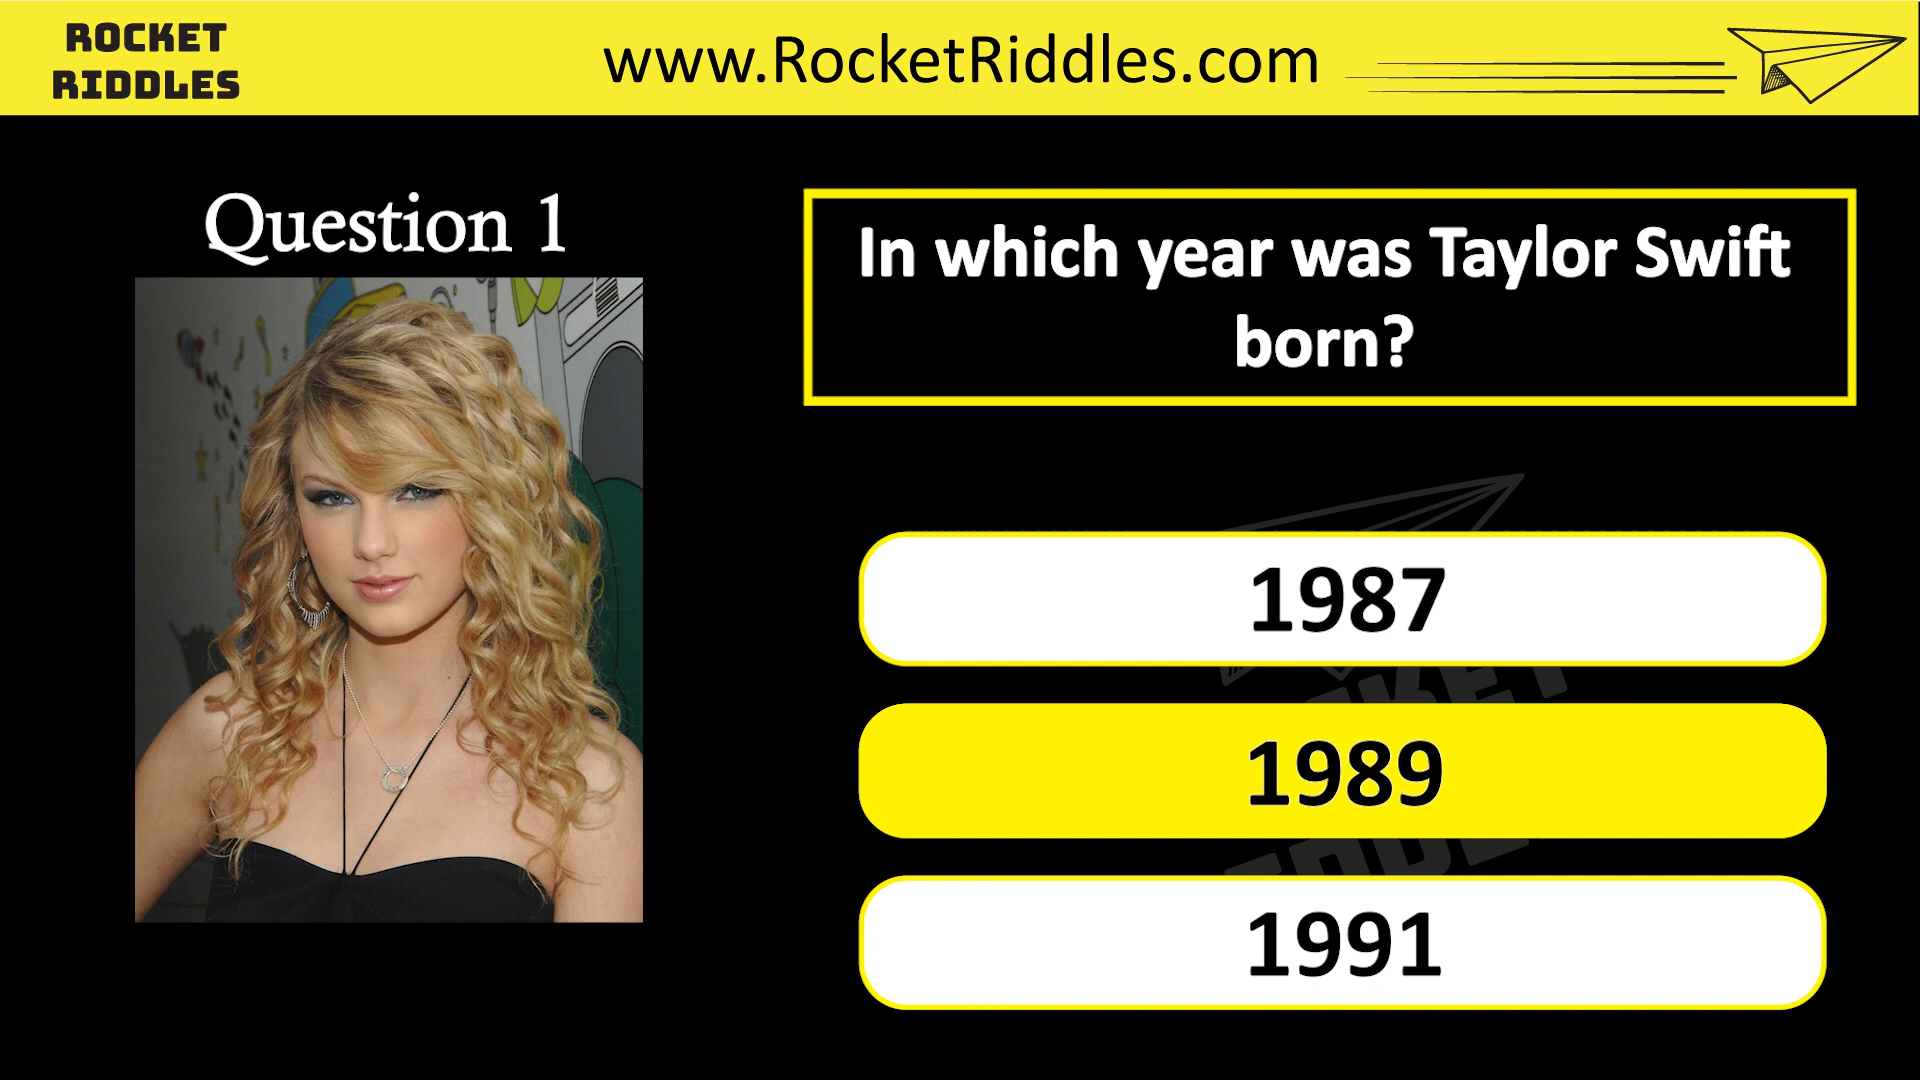 ROCKET
RIDDLES
www.RocketRiddles.com
Question 1
In which year was Taylor Swift
born?
1987
1989
1991